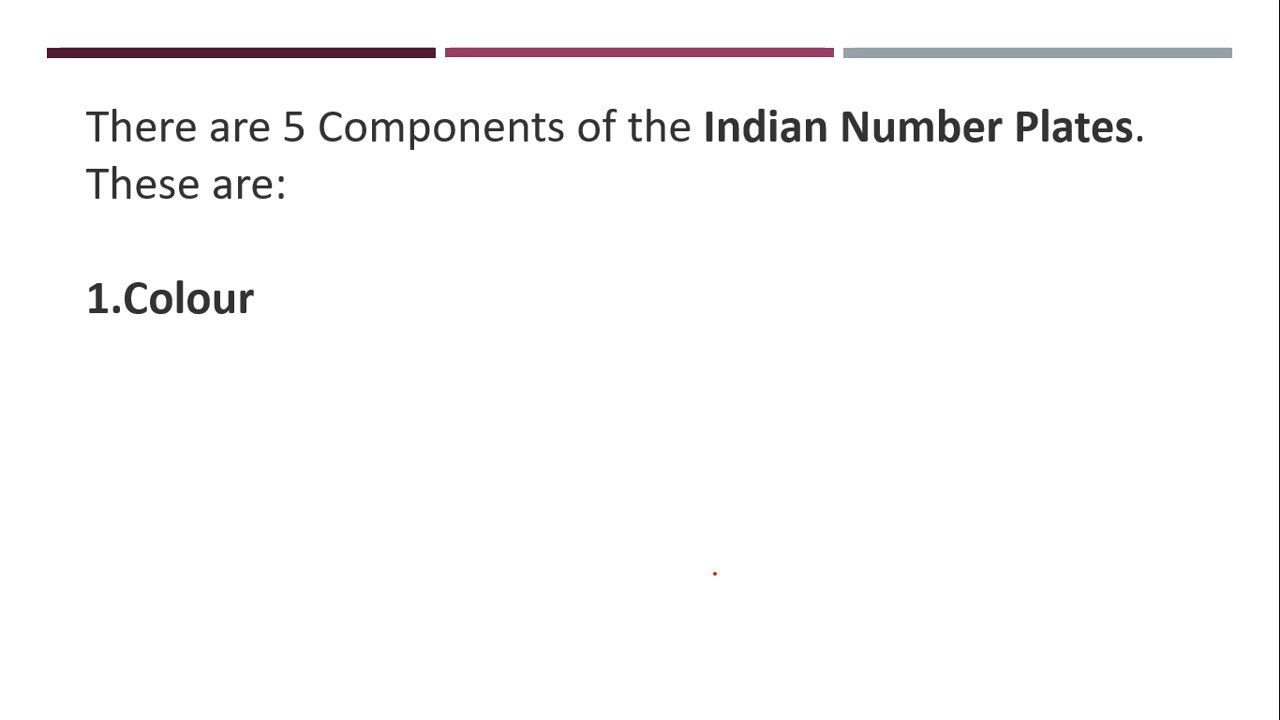 There are 5 Components of the Indian Number Plates.
These are:
1.Colour